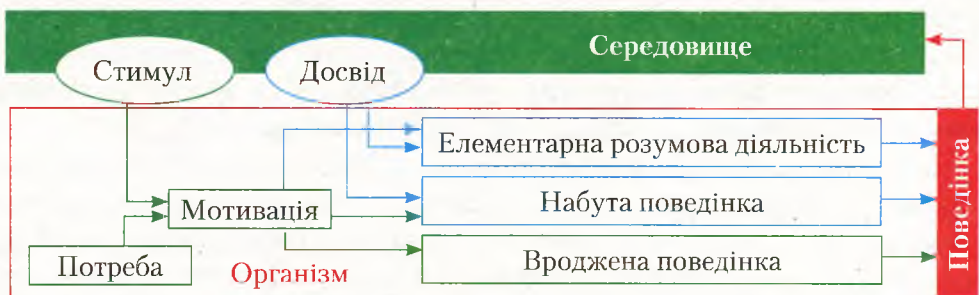 Середовище
Стимул
Досвід
Елементарна розумова діяльність
Набута поведінка
Мотивація
Вроджена поведінка
Потреба
Організм
Поведінка